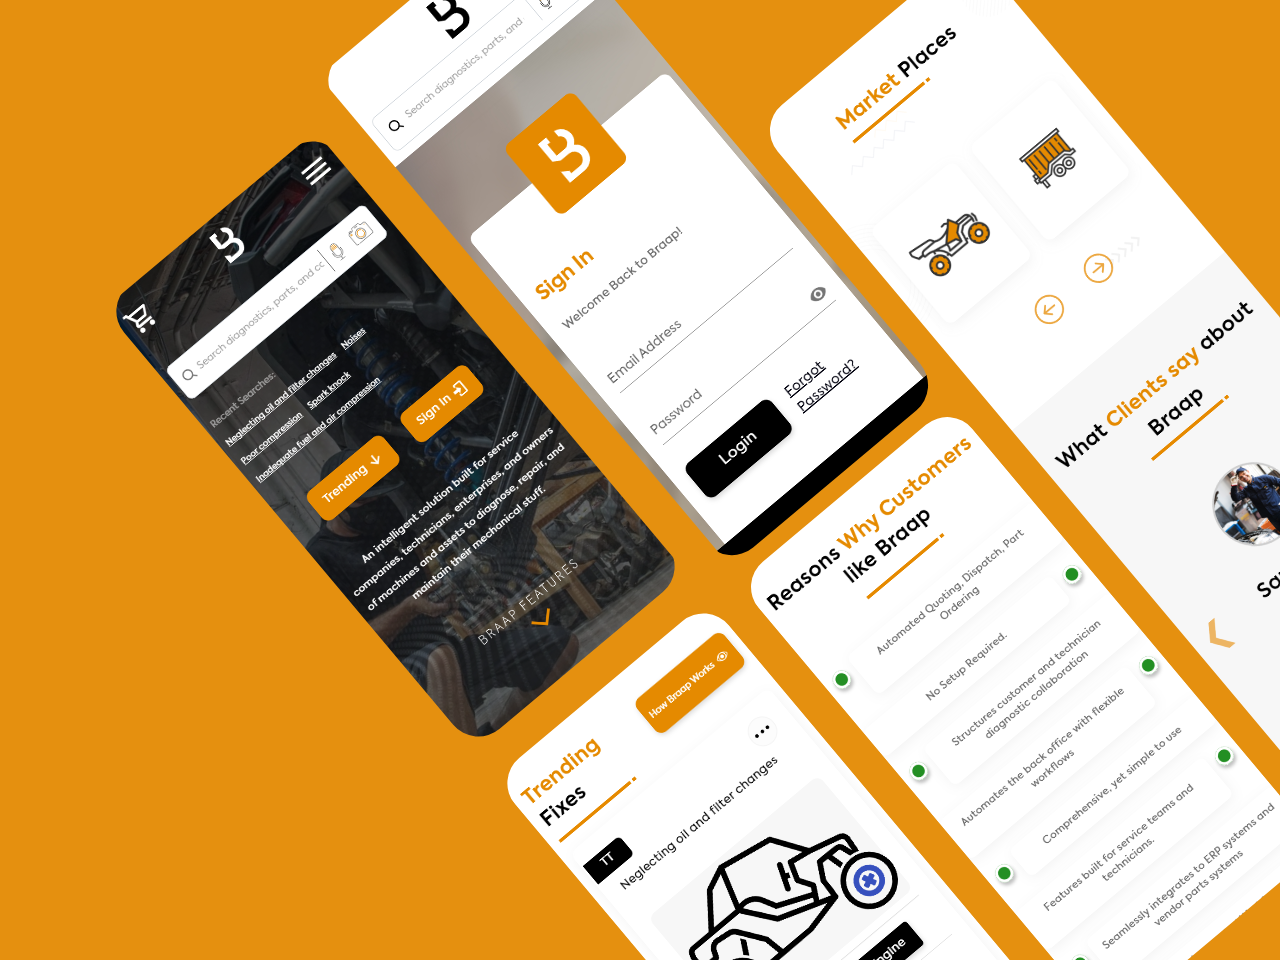 Search diagnostics, parts, and co
Recent Searches:
Neglecting oil and filter changes Noises
Poor compression Spark knock
Inadequate fuel and air compression
Trending
Sign In
An intelligent solution built for service
companies, technicians, enterprises, and owners
of machines and assets to diagnose, repair, and
maintain their mechanical stuff.
BRAAP FEATURES
Search diagnostics, parts, and
Sign In
Welcome Back to Braap!
Email Address
Password
Login
Forgot
Password?
Market Places
What Clients say about
Braap
Reasons Why Customers
like Braap
Automated Quoting, Dispatch, Part
Ordering
No Setup Required.
Structures customer and technician
diagnostic collaboration
Automates the back office with flexible
workflows
Comprehensive, yet simple to use
Features built for service teams and
technicians.
Seamlessly integrates to ERP systems and
vendor parts systems
How Braap Works
Trending
Fixes
TT
Neglecting oil and filter changes